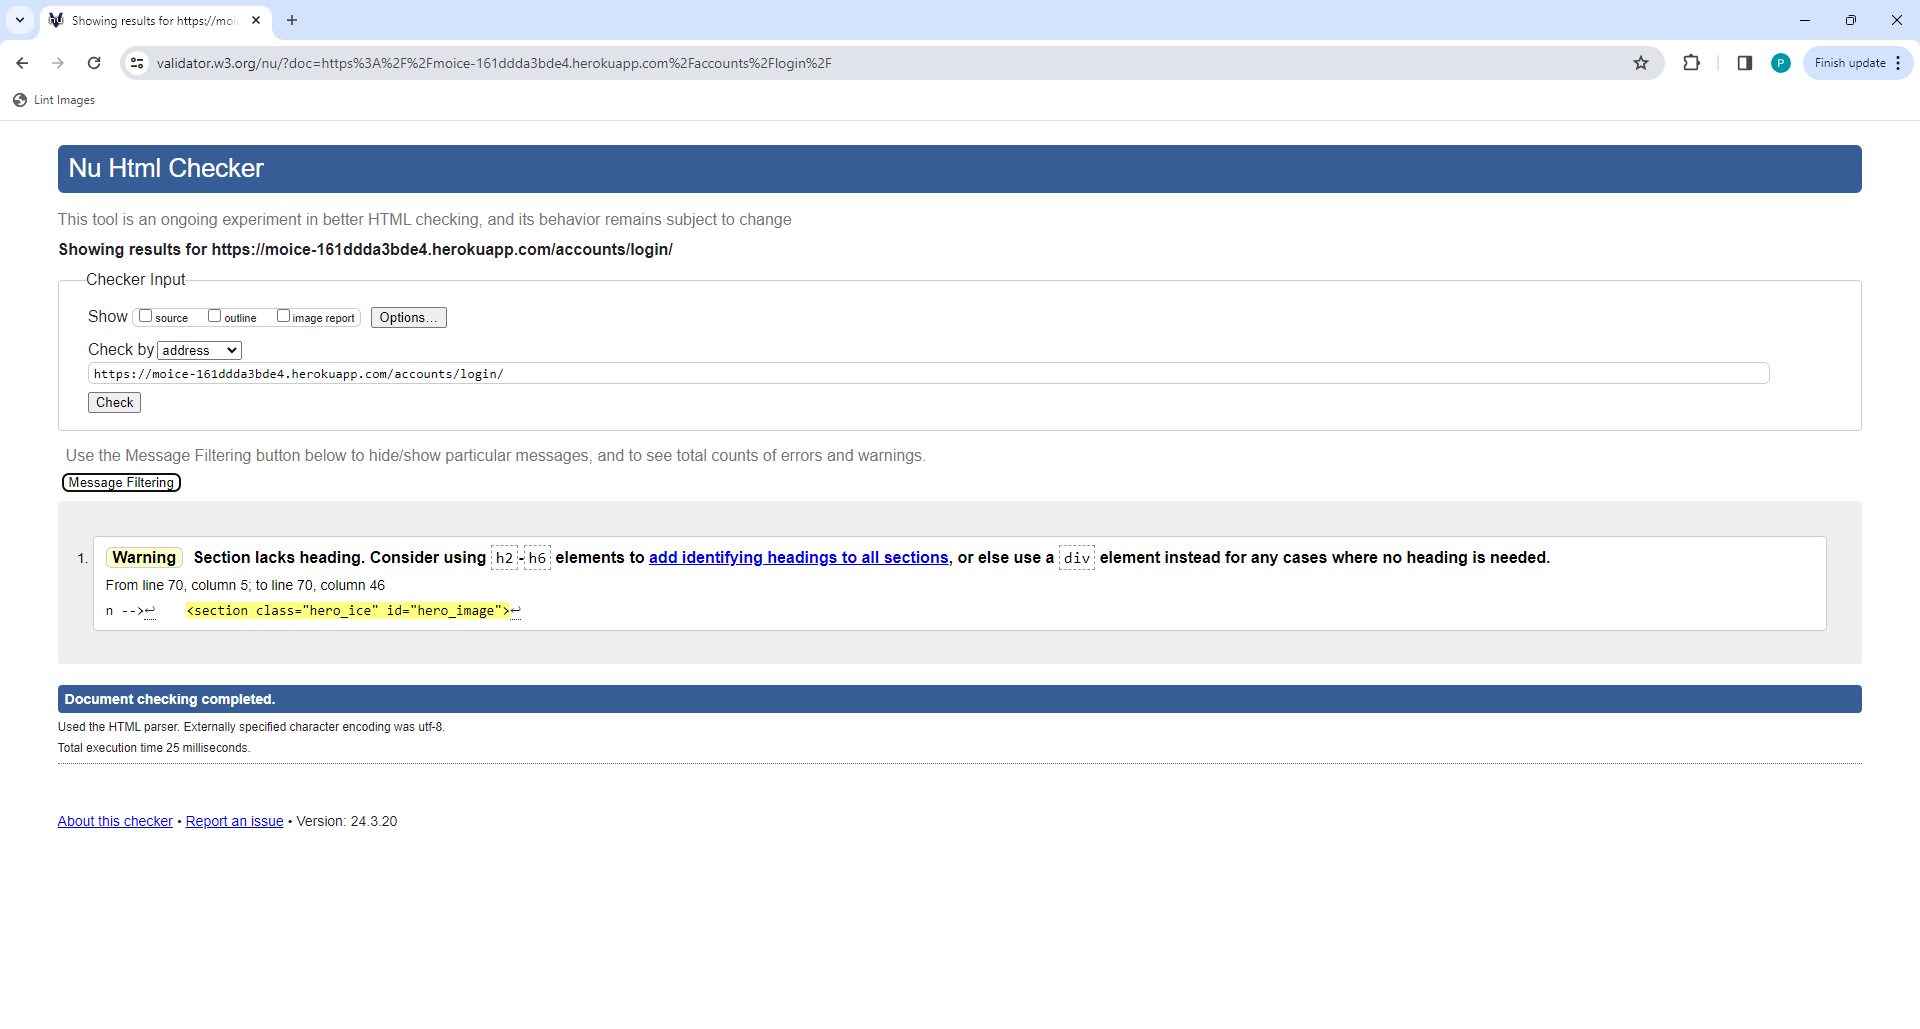 Showing results for https://moi
validator.w3.org/nu/?doc=https%3A%2F%2Fmoice-161ddda3bde4.herokuapp.com%2Faccounts%2Flogin%2F
P
Finish update
Lint Images
Nu Html Checker
This tool is an ongoing experiment in better HTML checking, and its behavior remains subject to change
Showing results for https://moice-161ddda3bde4.herokuapp.com/accounts/login/
Checker Input
Show source outline image report Options...
Check by address
https://moice-161ddda3bde4.herokuapp.com/accounts/login/
Check
Use the Message Filtering button below to hide/show particular messages, and to see total counts of errors and warnings.
Message Filtering
1. Warning Section lacks heading. Consider using h2-h6 elements to add identifying headings to all sections, or else use a div element instead for any cases where no heading is needed.
From line 70, column 5; to line 70, column 46
n -->↩ <section class="hero_ice" id="hero_image">↩
Document checking completed.
Used the HTML parser. Externally specified character encoding was utf-8.
Total execution time 25 milliseconds.
About this checker • Report an issue • Version: 24.3.20